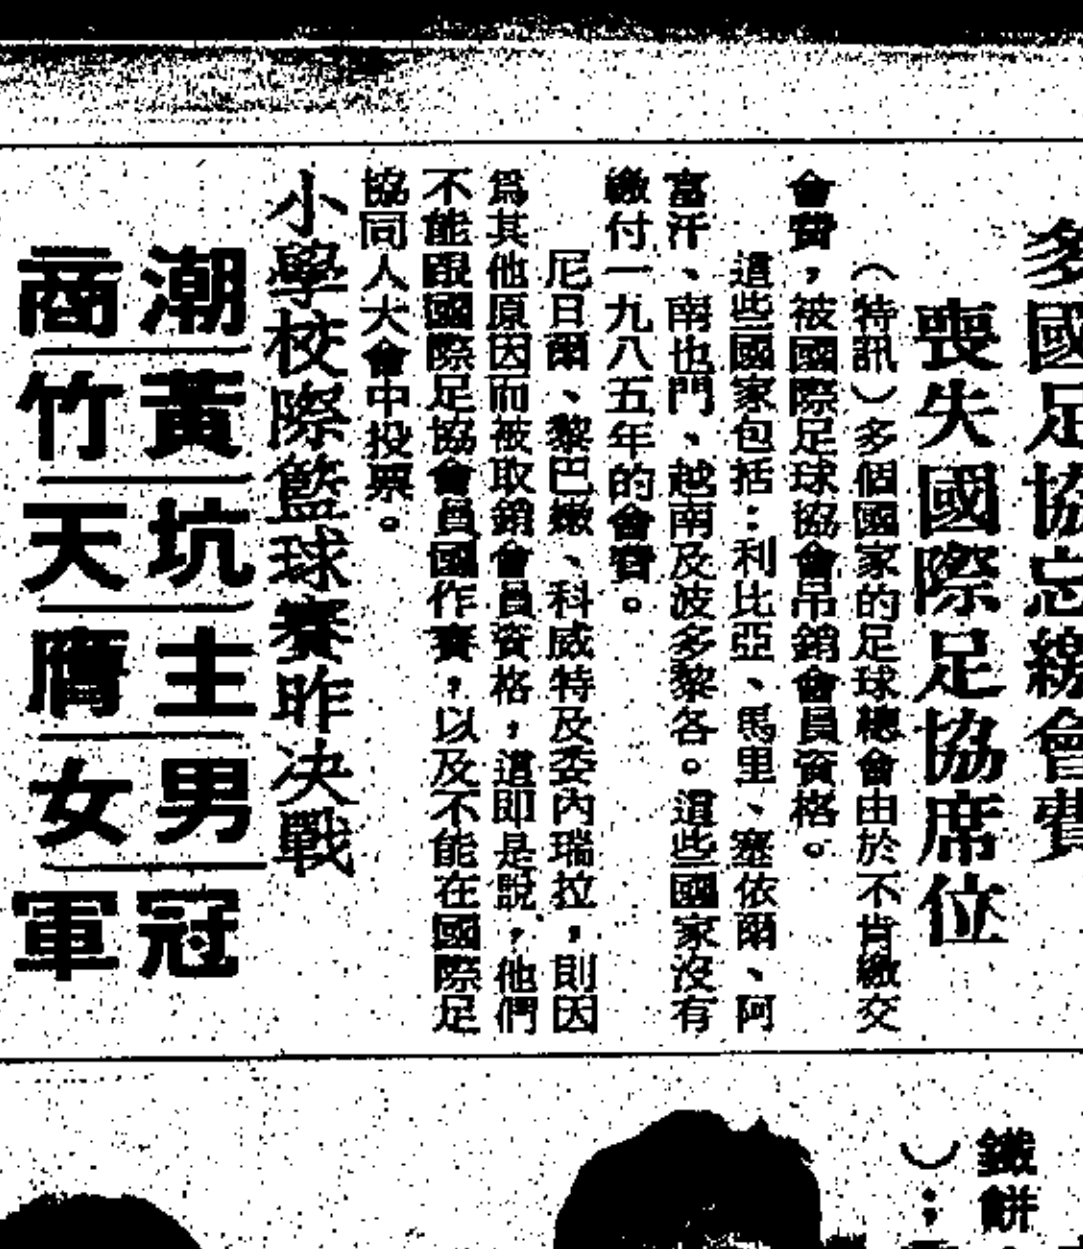 多國足協忘繳會費
喪失國際足協席位
（特訊）多個國家的足球總會由於不肯繳交
會費，被國際足球協會吊銷會員資格。
這些國家包括：利比亞、馬里、塞依爾、阿
富汗、南也門、越南及波多黎各。這些國家沒有
繳付一九八五年的會費。
尼日爾、黎巴嫩、科威特及委內瑞拉，則因
爲其他原因而被取銷會員資格，這即是說，他們
不能跟國際足協會員國作賽，以及不能在國際足
協同人大會中投票。
小學校際籃球賽昨决戰
潮黃坑主男冠
商竹天膺女軍
鐵餅
）；